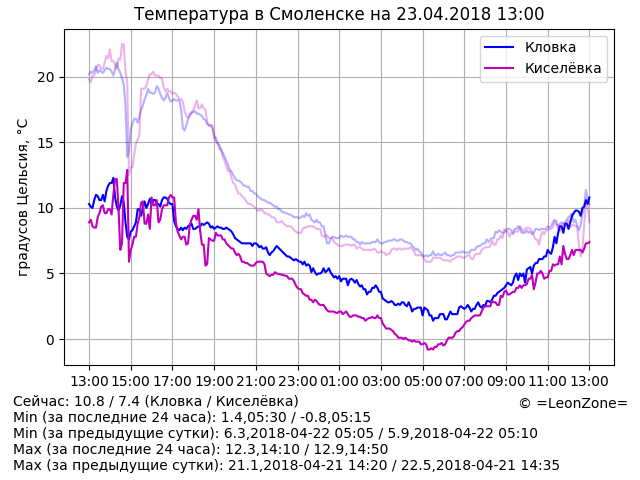 Температура в Смоленске на 23.04.2018 13:00
Кловка
Киселёвка
градусов Цельсия, °C
20
15
10
5
0
13:00 15:00 17:00 19:00 21:00 23:00 01:00 03:00 05:00 07:00 09:00 11:00 13:00
Сейчас: 10.8 / 7.4 (Кловка / Киселёвка)
© =LeonZone=
Min (за последние 24 часа): 1.4,05:30 / -0.8,05:15
Min (за предыдущие сутки): 6.3,2018-04-22 05:05 / 5.9,2018-04-22 05:10
Max (за последние 24 часа): 12.3,14:10 / 12.9,14:50
Max (за предыдущие сутки): 21.1,2018-04-21 14:20 / 22.5,2018-04-21 14:35